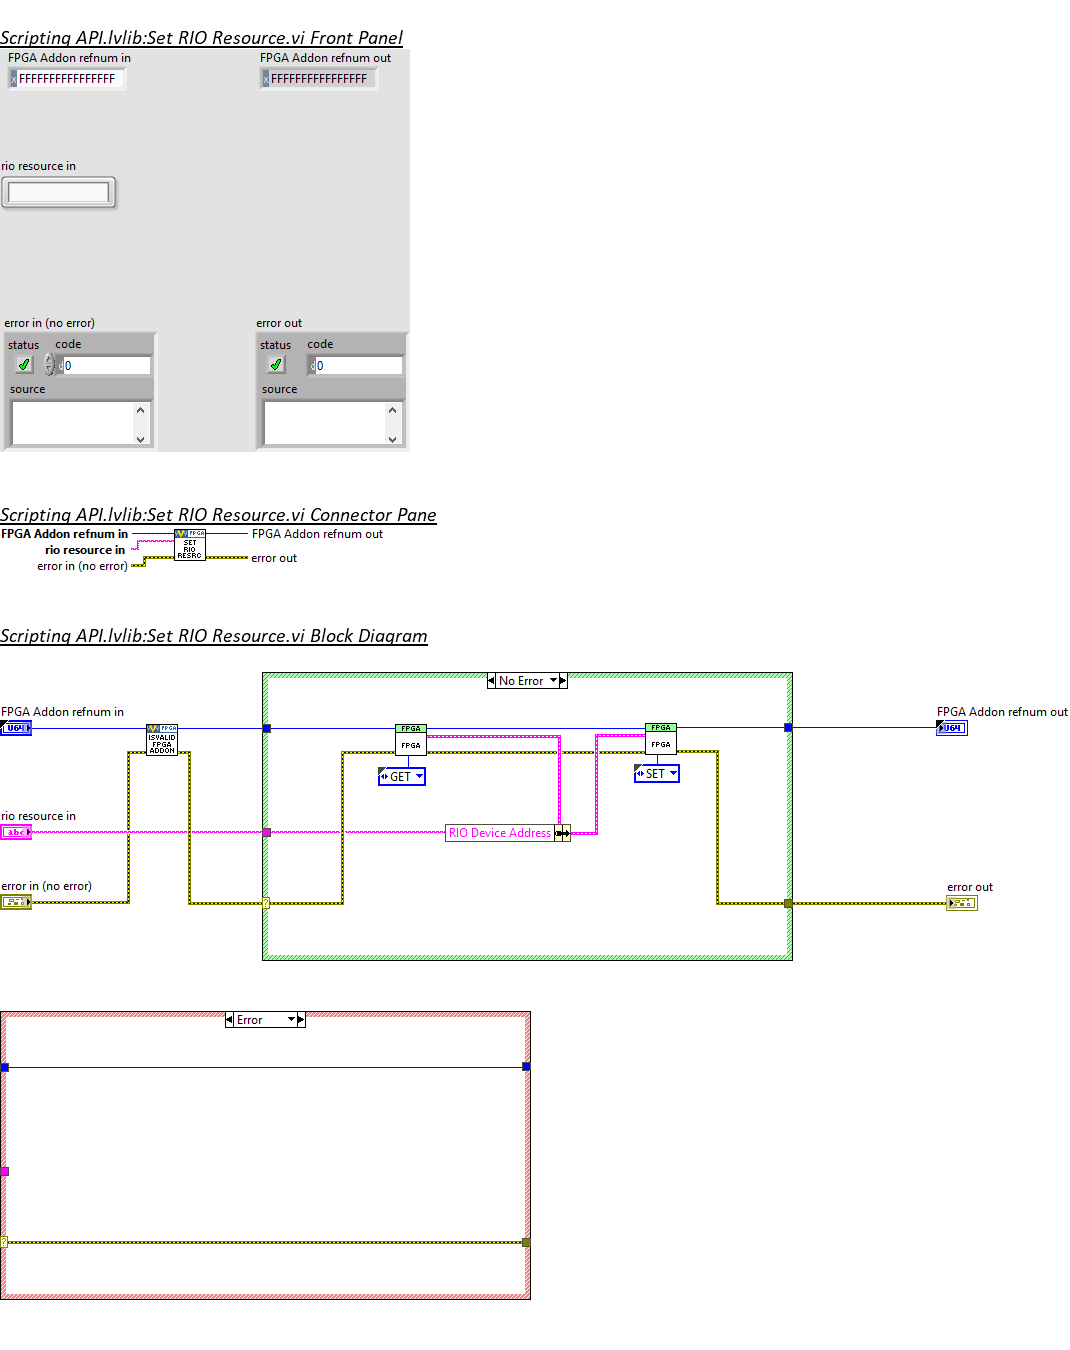 Scripting API.lvlib:Set RIO Resource.vi Front Panel
FPGA Addon refnum in
FPGA Addon refnum out
x FFFFFFFFFFFFFFFF
x FFFFFFFFFFFFFFFF
rio resource in
error in (no error)
error out
status code
status code
d 0
d 0
source
source
Scripting API.lvlib:Set RIO Resource.vi Connector Pane
FPGA Addon refnum in
FPGA
FPGA Addon refnum out
rio resource in
SET
RIO
RESRC
error in (no error)
error out
Scripting API.lvlib:Set RIO Resource.vi Block Diagram
No Error
FPGA Addon refnum in
FPGA Addon refnum out
U64
FPGA
ISVALID
FPGA
ADDON
FPGA
FPGA
FPGA
FPGA
U64
GET
SET
rio resource in
abc
RIO Device Address
error in (no error)
error out
?
Error
?